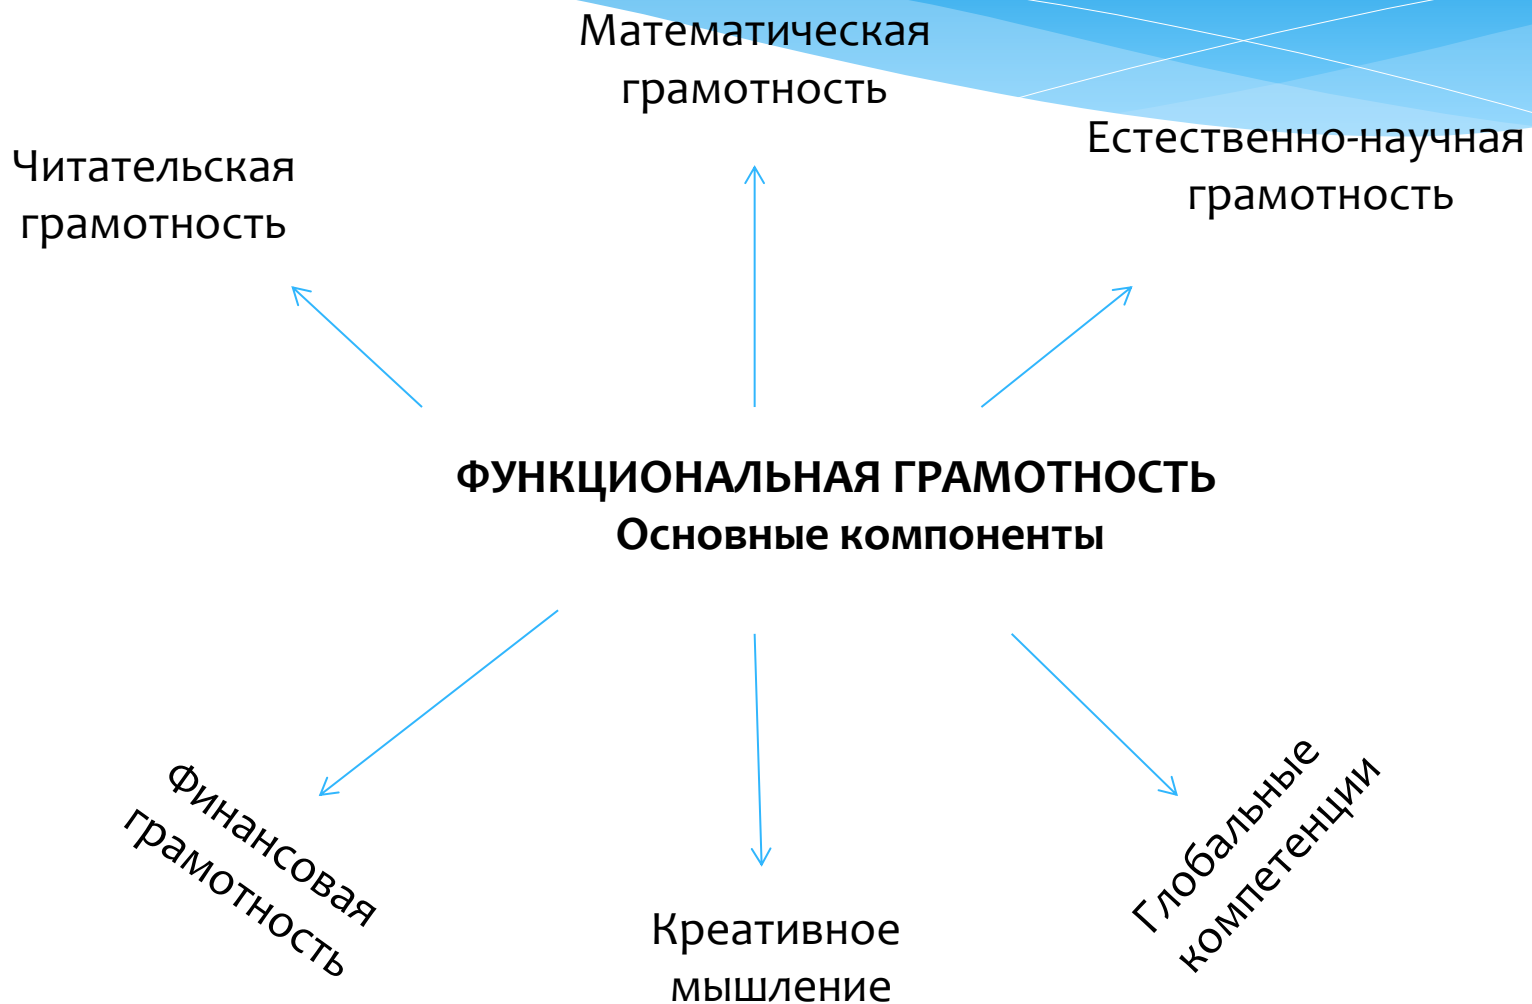 Математическая
грамотность
Естественно-научная
грамотность
Читательская
грамотность
ФУНКЦИОНАЛЬНАЯ ГРАМОТНОСТЬ
Основные компоненты
Финансовая
грамотность
Креативное
мышление
Глобальные
компетенции